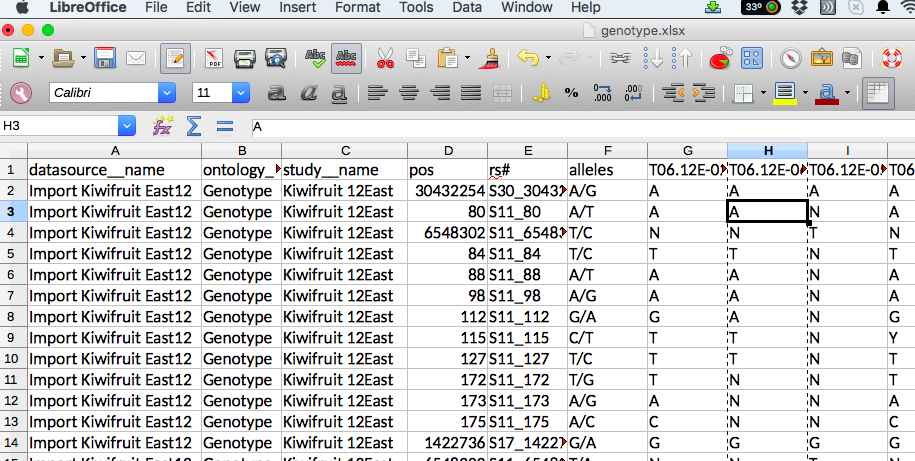 LibreOffice File Edit View Insert Format Tools Data Window Help 33°
genotype.xlsx
Calibri 11
H3 A
A B C D E F G H I
1 datasource__name ontology_ study__name pos rs# alleles T06.12E-0 T06.12E-0 T06.12E-0 T06
2 Import Kiwifruit East12 Genotype Kiwifruit 12East 30432254 S30_3043 A/G A A A A
3 Import Kiwifruit East12 Genotype Kiwifruit 12East 80 S11_80 A/T A A N A
4 Import Kiwifruit East12 Genotype Kiwifruit 12East 6548302 S11_6548 T/C N N T N
5 Import Kiwifruit East12 Genotype Kiwifruit 12East 84 S11_84 T/C T T N T
6 Import Kiwifruit East12 Genotype Kiwifruit 12East 88 S11_88 A/T A A N A
7 Import Kiwifruit East12 Genotype Kiwifruit 12East 98 S11_98 A/G A A N A
8 Import Kiwifruit East12 Genotype Kiwifruit 12East 112 S11_112 G/A G A N G
9 Import Kiwifruit East12 Genotype Kiwifruit 12East 115 S11_115 C/T T T N Y
10 Import Kiwifruit East12 Genotype Kiwifruit 12East 127 S11_127 T/C T T N T
11 Import Kiwifruit East12 Genotype Kiwifruit 12East 172 S11_172 T/G T N N T
12 Import Kiwifruit East12 Genotype Kiwifruit 12East 173 S11_173 A/G A N N A
13 Import Kiwifruit East12 Genotype Kiwifruit 12East 175 S11_175 A/C C N N C
14 Import Kiwifruit East12 Genotype Kiwifruit 12East 1422736 S17_1422 G/A G G G G